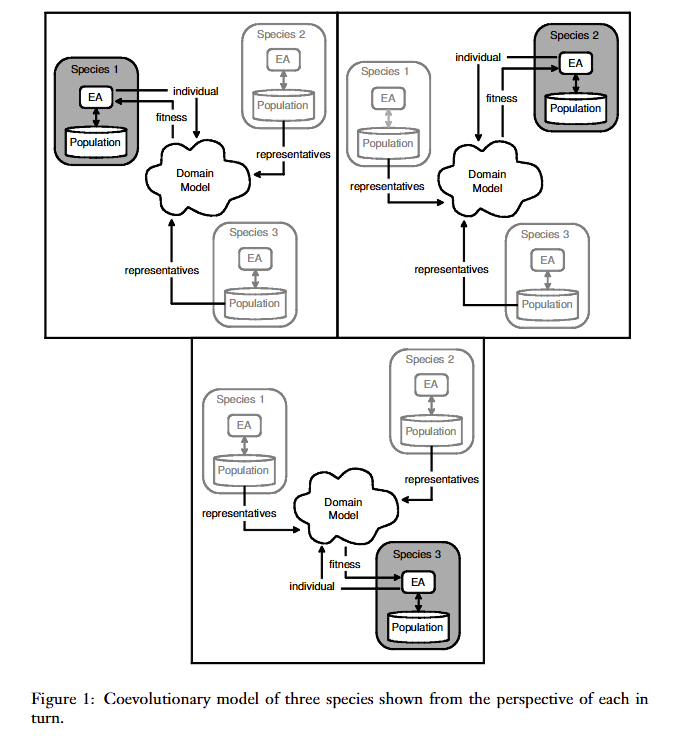 Species 1
EA
Population
individual
fitness
Species 2
EA
Population
representatives
Domain
Model
Species 3
EA
Population
representatives
Species 2
EA
Population
individual
fitness
Species 1
EA
Population
representatives
Domain
Model
Species 3
EA
Population
representatives
Species 2
EA
Population
representatives
Species 1
EA
Population
representatives
Domain
Model
fitness
individual
Species 3
EA
Population
Figure 1: Coevolutionary model of three species shown from the perspective of each in
turn.